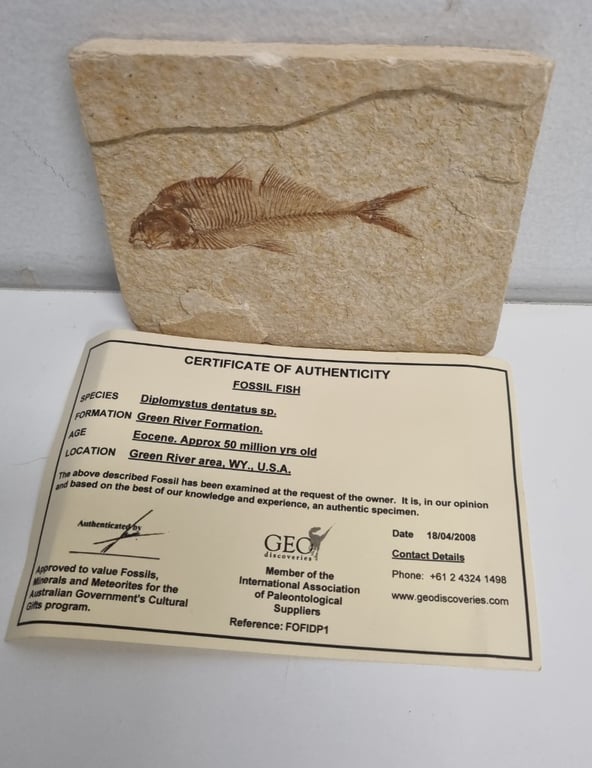 CERTIFICATE OF AUTHENTICITY
FOSSIL FISH
SPECIES Diplomystus dentatus sp.
FORMATION Green River Formation.
AGE Eocene. Approx 50 million yrs old
LOCATION Green River area, WY., U.S.A.
The above described Fossil has been examined at the request of the owner. It is, in our opinion
and based on the best of our knowledge and experience, an authentic specimen.
Authenticated by
Approved to value Fossils,
Minerals and Meteorites for the
Australian Government's Cultural
Gifts program.
GEO
discoveries
Member of the
International Association
of Paleontological
Suppliers
Reference: FOFIDP1
Date 18/04/2008
Contact Details
Phone: +61 2 4324 1498
www.geodiscoveries.com